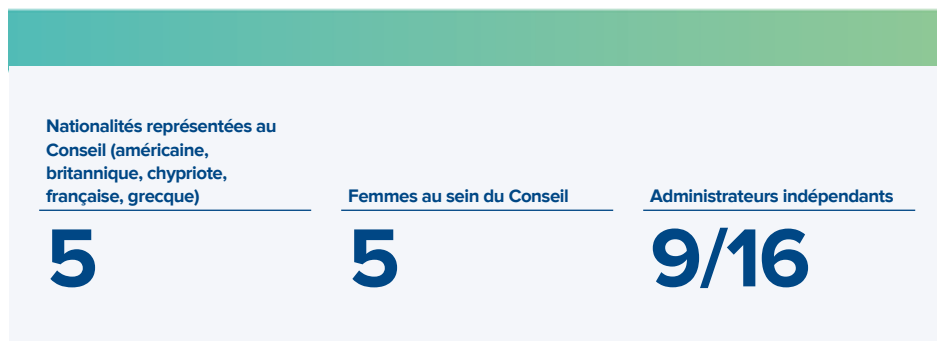 Nationalités représentées au
Conseil (américaine,
britannique, chypriote,
française, grecque)
5
Femmes au sein du Conseil
5
Administrateurs indépendants
9/16